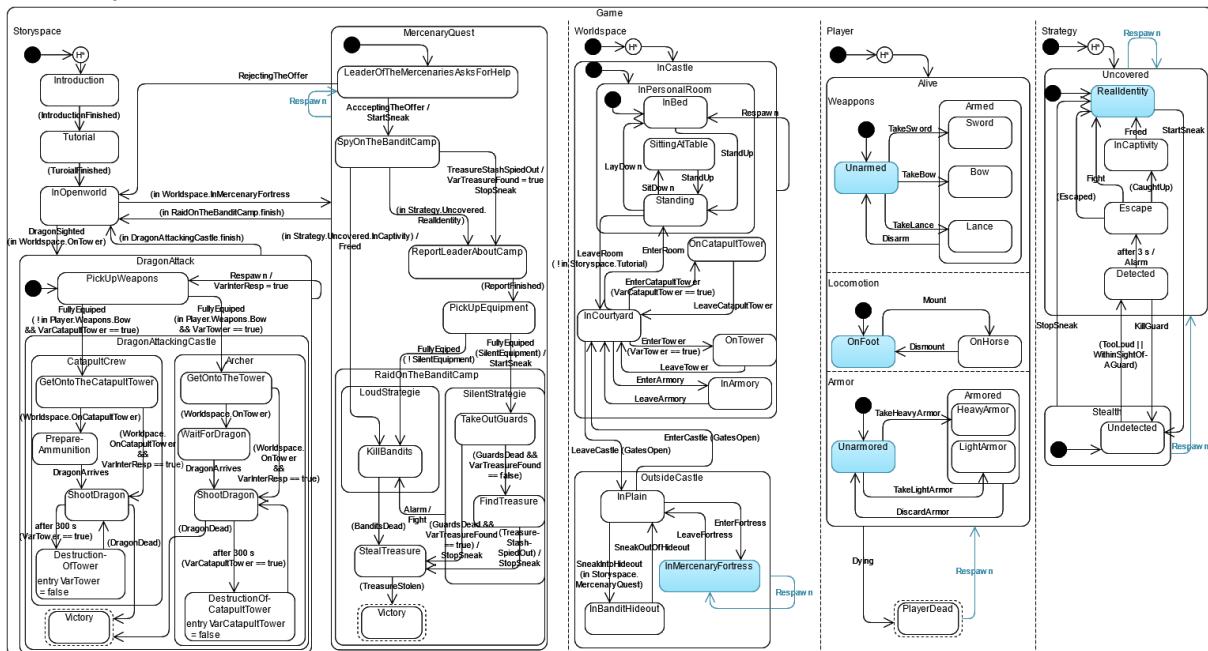 Game
Storyspace
H*
Introduction
(IntroductionFinished)
Tutorial
(TuroialFinished)
InOpenworld
RejectingTheOffer
(in Worldspace.InMercenaryFortress)
(in RaidOnTheBanditCamp.finish)
DragonSighted
(in Worldspace.OnTower)
(in DragonAttackingCastle.finish)
DragonAttack
PickUpWeapons
Respawn /
VarInterResp = true
FullyEquiped
( ! in Player.Weapons.Bow
&& VarCatapultTower == true)
FullyEquiped
(in Player.Weapons.Bow
&& VarTower == true)
DragonAttackingCastle
CatapultCrew
GetOntoTheCatapultTower
(Worldspace.OnCatapultTower)
Prepare-
Ammunition
(Worldspace.
OnCatapultTower
&&
VarInterResp == true)
DragonArrives
ShootDragon
after 300 s
(VarTower == true)
(DragonDead)
Destruction-
OfTower
entry VarTower
= false
Victory
Archer
GetOntoTheTower
(Worldspace.OnTower)
WaitForDragon
(Worldspace.
OnTower
&&
VarInterResp == true)
DragonArrives
ShootDragon
(DragonDead)
after 300 s
(VarCatapultTower == true)
DestructionOf-
CatapultTower
entry VarCatapultTower
= false
MercenaryQuest
LeaderOfTheMercenariesAsksForHelp
Respawn
AccceptingTheOffer /
StartSneak
SpyOnTheBanditCamp
TreasureStashSpiedOut /
VarTreasureFound = true
StopSneak
(in Strategy.Uncovered.
RealIdentity)
(in Strategy.Uncovered.InCaptivity) /
Freed
ReportLeaderAboutCamp
(ReportFinished)
PickUpEquipment
FullyEqiped
( ! SilentEquipment)
FullyEquiped
(SilentEquipment) /
StartSneak
RaidOnTheBanditCamp
LoudStrategie
KillBandits
SilentStrategie
TakeOutGuards
(GuardsDead &&
VarTreasureFound
== false)
FindTreasure
Alarm /
Fight
(BanditsDead)
(GuardsDead &&
VarTreasureFound
== true) /
StopSneak
(Treasure-
Stash-
SpiedOut) /
StopSneak
StealTreasure
(TreasureStolen)
Victory
Worldspace
H*
InCastle
InPersonalRoom
InBed
Respawn
SittingAtTable
StandUp
LayDown
StandUp
SitDown
Standing
LeaveRoom
( ! in.Storyspace.Tutorial)
EnterRoom
OnCatapultTower
EnterCatapultTower
(VarCatapultTower == true)
LeaveCatapultTower
InCourtyard
EnterTower
(VarTower == true)
OnTower
LeaveTower
EnterArmory
InArmory
LeaveArmory
EnterCastle (GatesOpen)
LeaveCastle (GatesOpen)
OutsideCastle
InPlain
EnterFortress
LeaveFortress
SneakOutOfHideout
SneakIntoHideout
(in Storyspace.
MercenaryQuest)
InMercenaryFortress
Respawn
InBanditHideout
Player
H*
Alive
Weappons
Armed
TakeSword
Sword
Unarmed
TakeBow
Bow
TakeLance
Lance
Disarm
Locomotion
Mount
OnFoot
OnHorse
Dismount
Armor
Armored
TakeHeavyArmor
HeavyArmor
Unarmored
LightArmor
TakeLightArmor
DiscardArmor
Dying
Respawn
PlayerDead
Strategy
H*
Respawn
Uncovered
RealIdentity
Freed
StartSneak
InCaptivity
Fight
(CaughtUp)
(Escaped)
Escape
after 3 s /
Alarm
Detected
StopSneak
KillGuard
(TooLoud ||
WithinSightOf-
AGuard)
Stealth
Undetected
Respawn